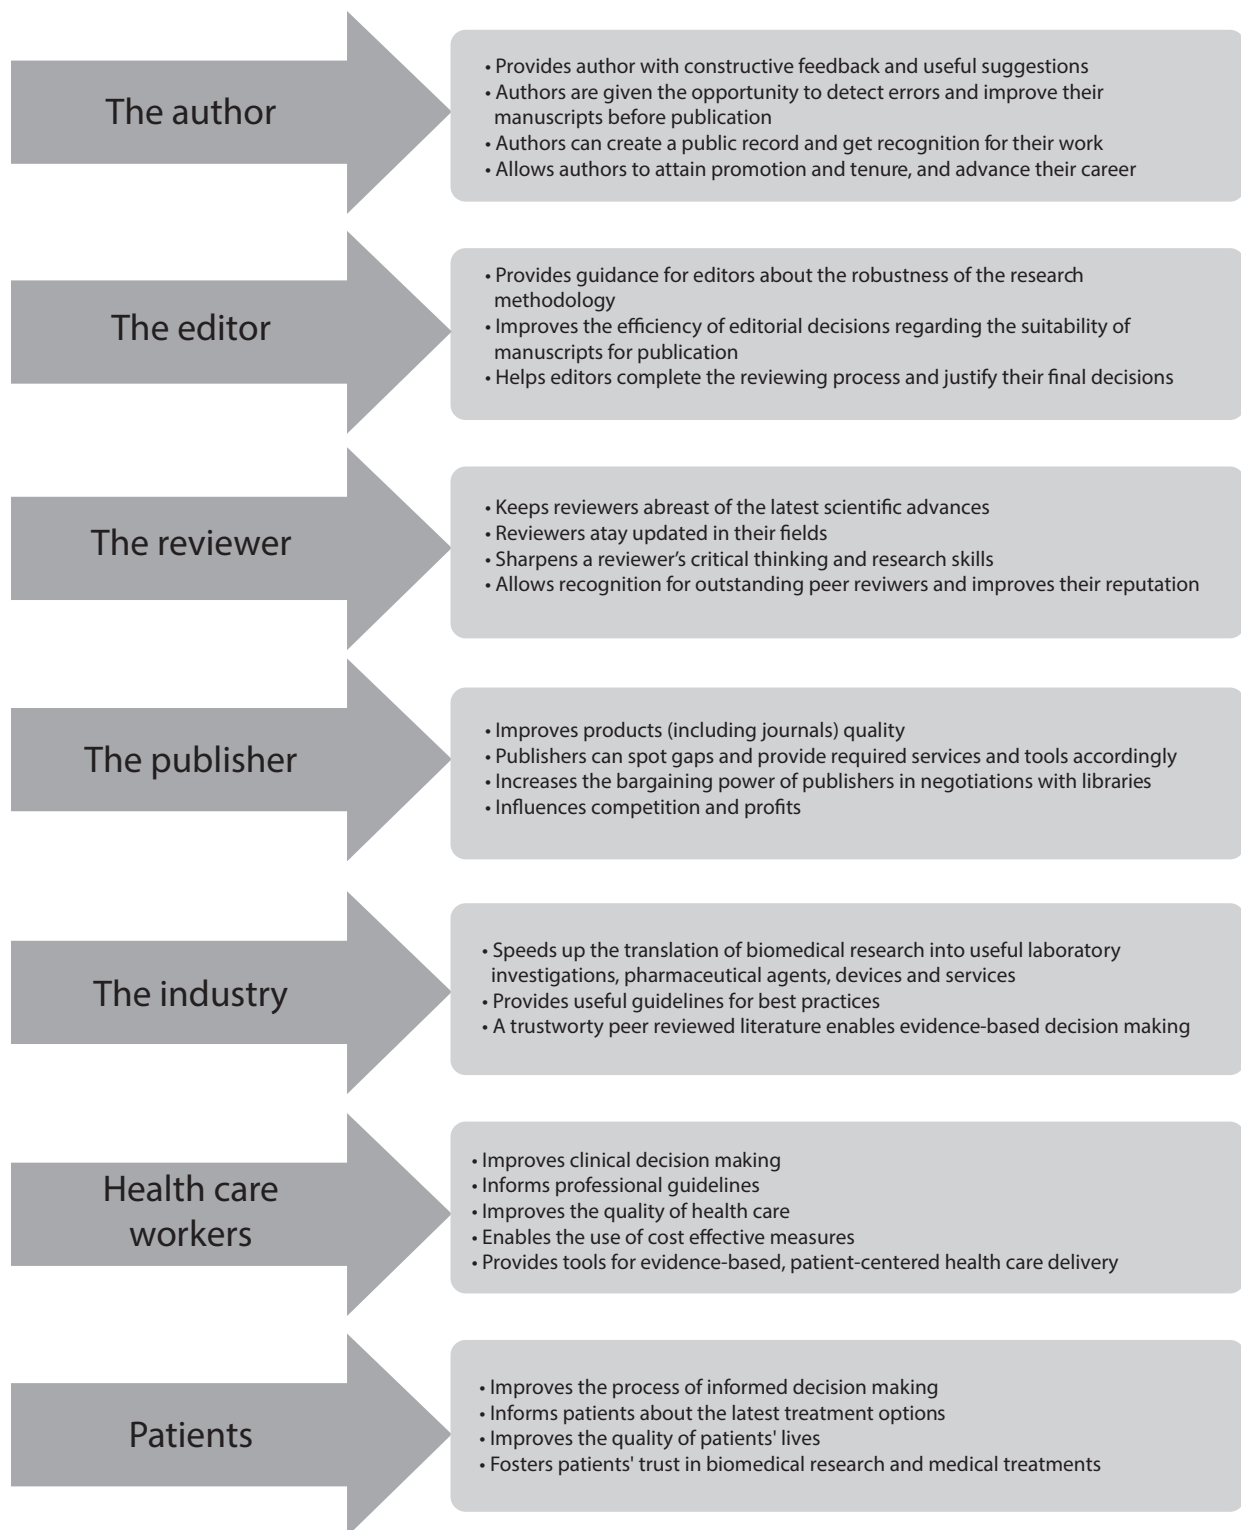 The author
• Provides author with constructive feedback and useful suggestions
• Authors are given the opportunity to detect errors and improve their
manuscripts before publication
• Authors can create a public record and get recognition for their work
• Allows authors to attain promotion and tenure, and advance their career
The editor
• Provides guidance for editors about the robustness of the research
methodology
• Improves the efficiency of editorial decisions regarding the suitability of
manuscripts for publication
• Helps editors complete the reviewing process and justify their final decisions
The reviewer
• Keeps reviewers abreast of the latest scientific advances
• Reviewers atay updated in their fields
• Sharpens a reviewer's critical thinking and research skills
• Allows recognition for outstanding peer reviwers and improves their reputation
The publisher
• Improves products (including journals) quality
• Publishers can spot gaps and provide required services and tools accordingly
• Increases the bargaining power of publishers in negotiations with libraries
• Influences competition and profits
The industry
• Speeds up the translation of biomedical research into useful laboratory
investigations, pharmaceutical agents, devices and services
• Provides useful guidelines for best practices
• A trustworty peer reviewed literature enables evidence-based decision making
Health care
workers
• Improves clinical decision making
• Informs professional guidelines
• Improves the quality of health care
• Enables the use of cost effective measures
• Provides tools for evidence-based, patient-centered health care delivery
Patients
• Improves the process of informed decision making
• Informs patients about the latest treatment options
• Improves the quality of patients' lives
• Fosters patients' trust in biomedical research and medical treatments